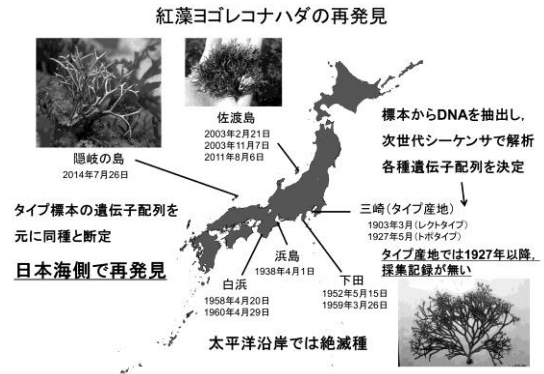 紅藻ヨゴレコナハダの再発見
佐渡島
2003年2月21日
2003年11月7日
2011年8月6日
隠岐の島
2014年7月26日
標本からDNAを抽出し,
次世代シーケンサで解析
各種遺伝子配列を決定
タイプ標本の遺伝子配列を
元に同種と断定
日本海側で再発見
三崎(タイプ産地)
1903年3月(レクトタイプ)
1927年5月(トポタイプ)
タイプ産地では1927年以降,
採集記録が無い
浜島
1938年4月1日
白浜
1958年4月20日
1960年4月29日
下田
1952年5月15日
1959年3月26日
太平洋沿岸では絶滅種